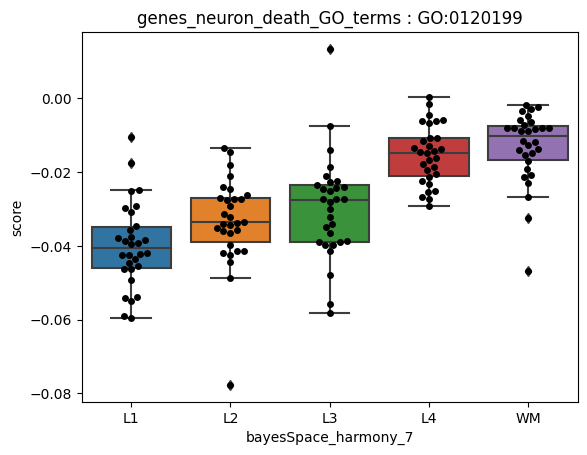 genes_neuron_death_GO_terms : GO:0120199
0.00
−0.02
−0.04
−0.06
−0.08
score
L1 L2 L3 L4 WM
bayesSpace_harmony_7